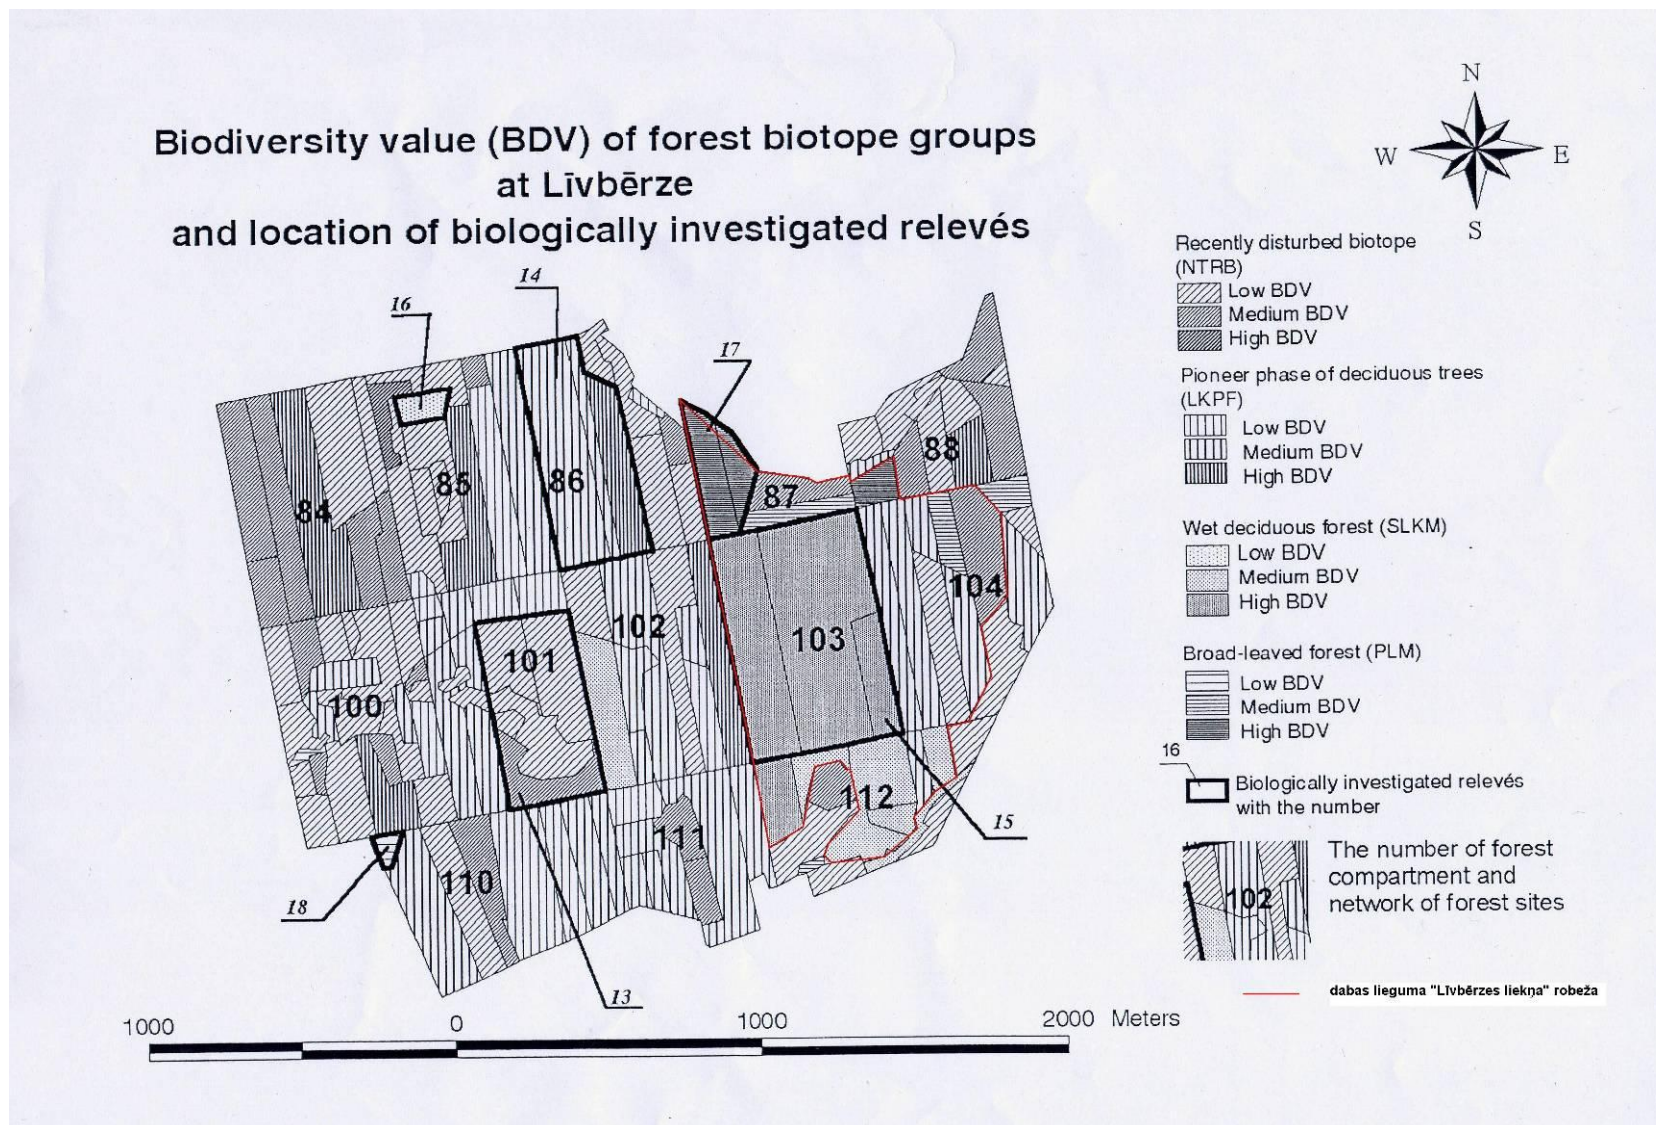 Biodiversity value (BDV) of forest biotope groups
at Līvbērze
and location of biologically investigated relevés
N
W
E
S
Recently disturbed biotope
(NTRB)
Low BDV
Medium BDV
High BDV
Pioneer phase of deciduous trees
(LKPF)
Low BDV
Medium BDV
High BDV
Wet deciduous forest (SLKM)
Low BDV
Medium BDV
High BDV
Broad-leaved forest (PLM)
Low BDV
Medium BDV
High BDV
16
Biologically investigated relevés
with the number
102
The number of forest
compartment and
network of forest sites
dabas lieguma "Līvbērzes liekņa" robeža
14
16
17
88
85
86
87
84
104
102
103
101
100
112
15
111
110
18
13
1000
0
1000
2000 Meters